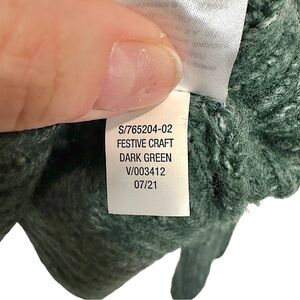 S/765204-02
FESTIVE CRAFT
DARK GREEN
V/003412
07/21